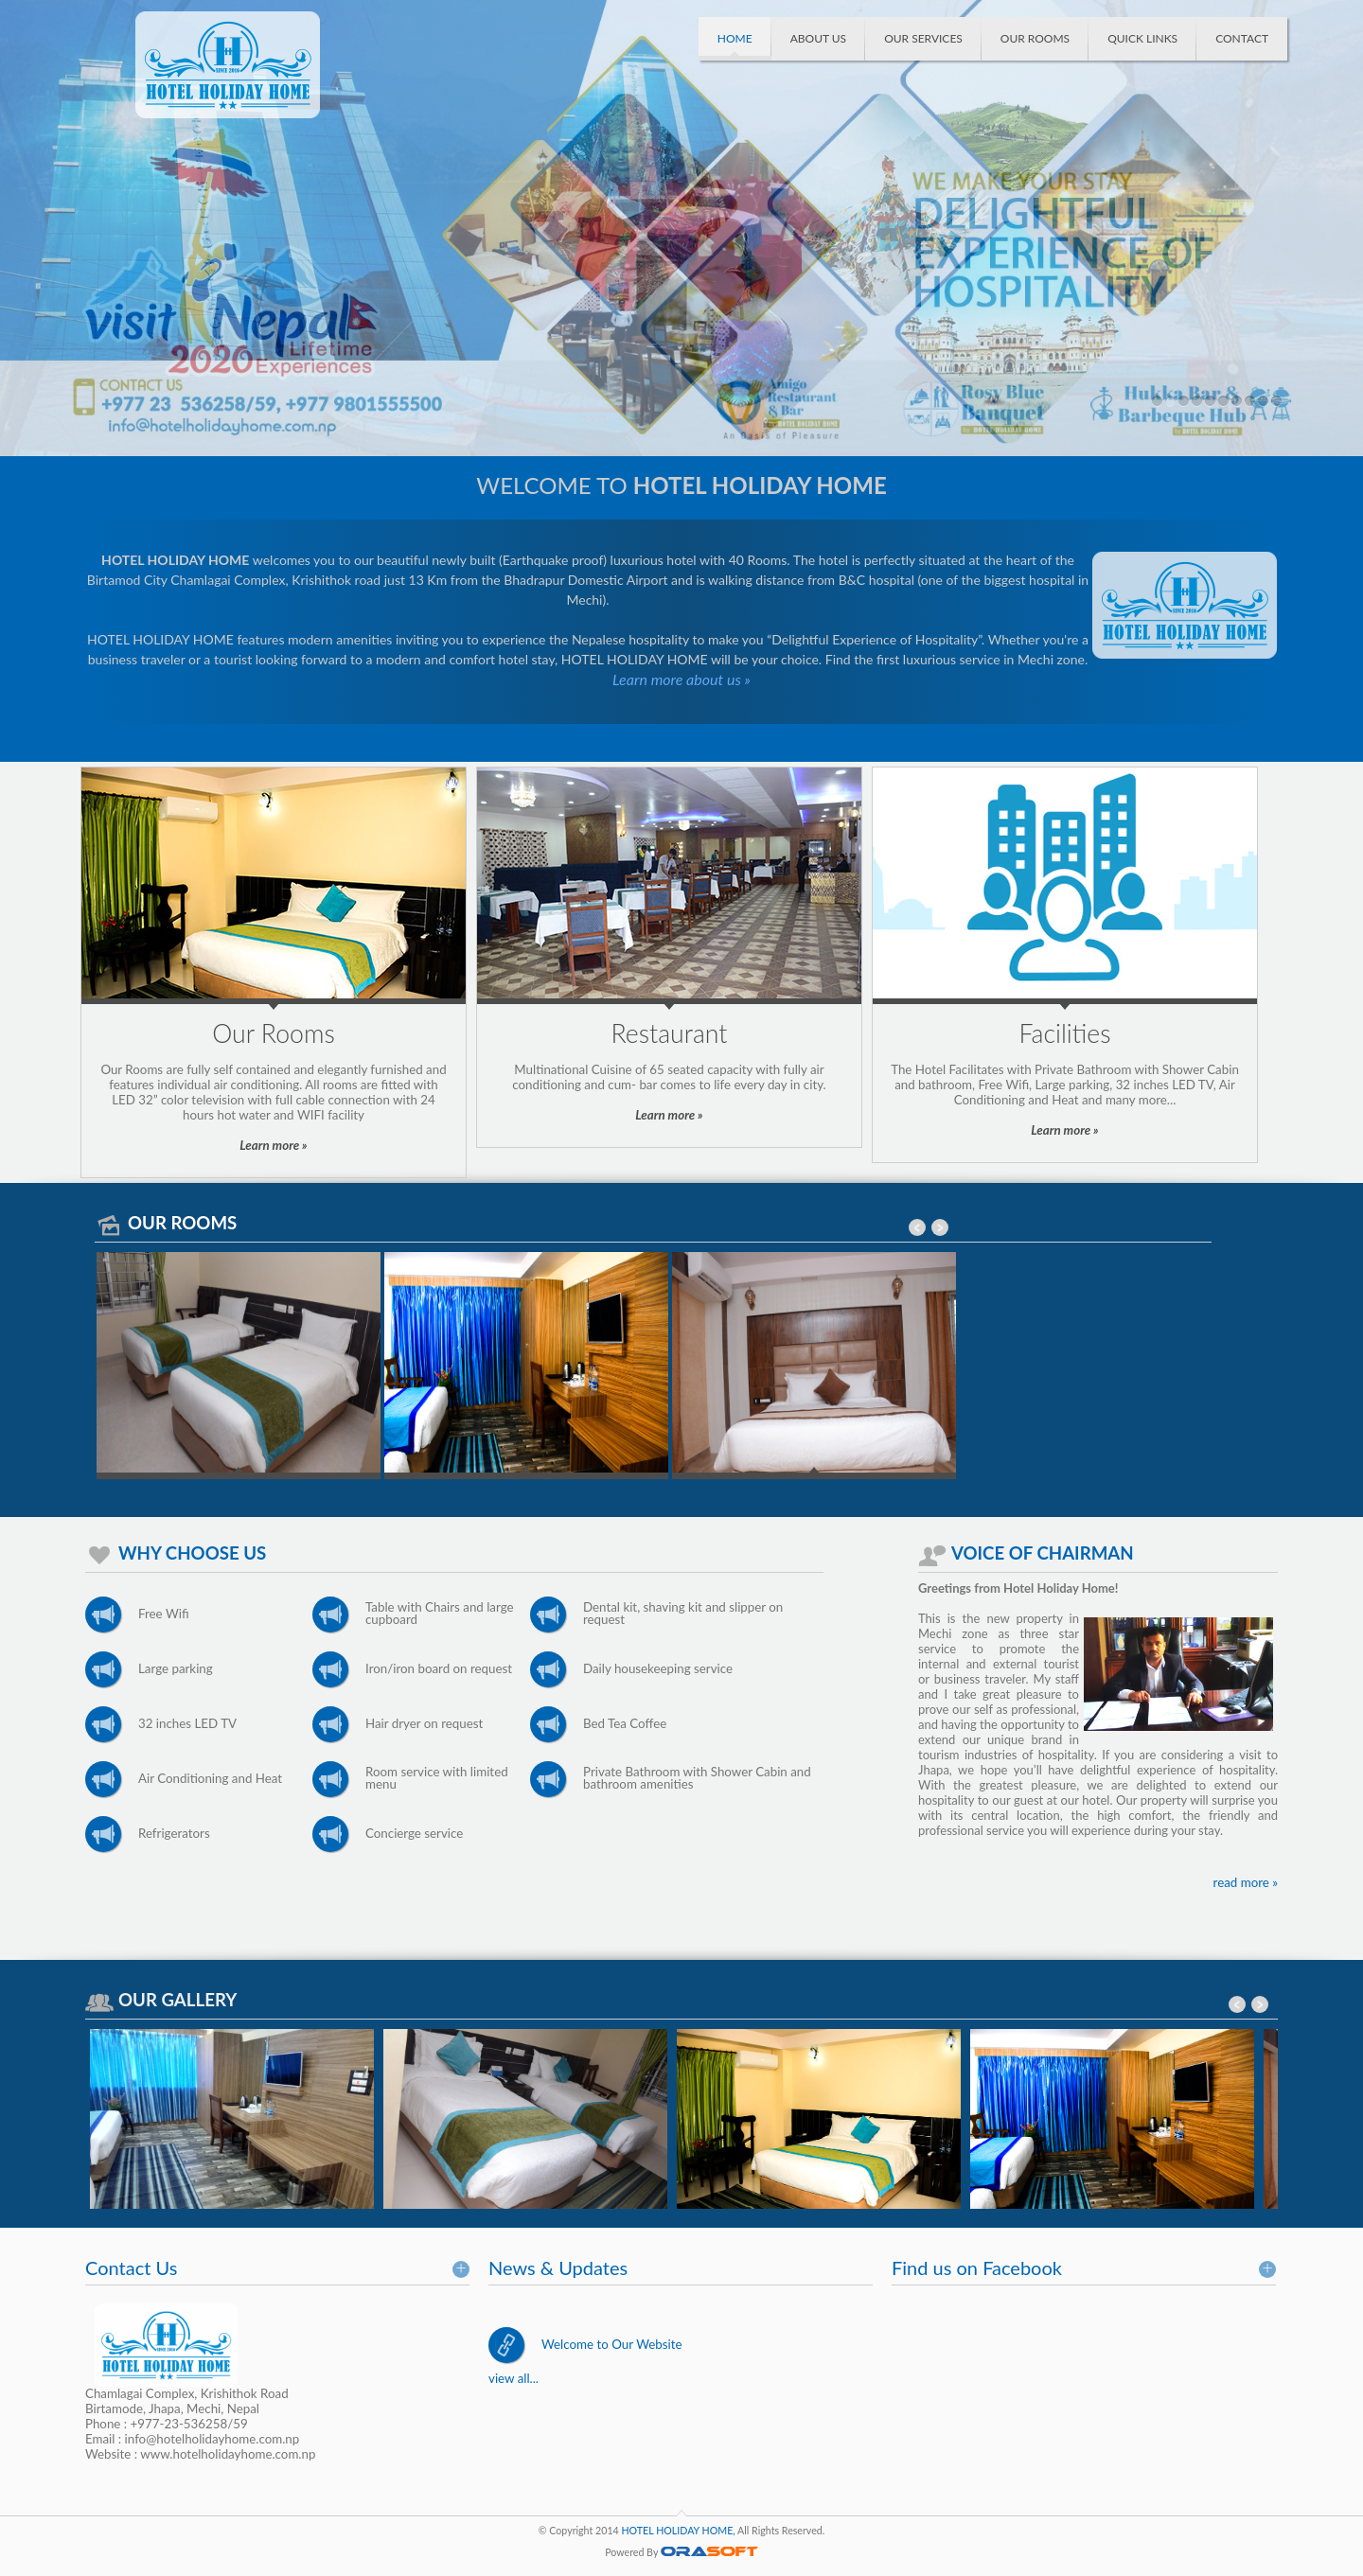 SINCE 2010
HOTEL HOLIDAY HOME
HOME
ABOUT US
OUR SERVICES
OUR ROOMS
QUICK LINKS
CONTACT
WE MAKE YOUR STAY
DELIGHTFUL
EXPERIENCE OF
HOSPITALITY
visit Nepal
2020 Lifetime
Experiences
CONTACT US
+977 23 536258/59, +977 9801555500
info@hotelholidayhome.com.np
Amigo
Restaurant
& Bar
HOTEL HOLIDAY HOME
An Oasis of Pleasure
Rosy Blue
Banquet
HOTEL HOLIDAY HOME
Hukka Bar &
Barbeque Hub
HOTEL HOLIDAY HOME
WELCOME TO HOTEL HOLIDAY HOME
HOTEL HOLIDAY HOME welcomes you to our beautiful newly built (Earthquake proof) luxurious hotel with 40 Rooms. The hotel is perfectly situated at the heart of the
Birtamod City Chamlagai Complex, Krishithok road just 13 Km from the Bhadrapur Domestic Airport and is walking distance from B&C hospital (one of the biggest hospital in
Mechi).
HOTEL HOLIDAY HOME features modern amenities inviting you to experience the Nepalese hospitality to make you “Delightful Experience of Hospitality”. Whether you're a
business traveler or a tourist looking forward to a modern and comfort hotel stay, HOTEL HOLIDAY HOME will be your choice. Find the first luxurious service in Mechi zone.
Learn more about us »
HOTEL HOLIDAY HOME
Our Rooms
Our Rooms are fully self contained and elegantly furnished and
features individual air conditioning. All rooms are fitted with
LED 32” color television with full cable connection with 24
hours hot water and WIFI facility
Learn more »
Restaurant
Multinational Cuisine of 65 seated capacity with fully air
conditioning and cum- bar comes to life every day in city.
Learn more »
Facilities
The Hotel Facilitates with Private Bathroom with Shower Cabin
and bathroom, Free Wifi, Large parking, 32 inches LED TV, Air
Conditioning and Heat and many more...
Learn more »
OUR ROOMS
WHY CHOOSE US
Free Wifi
Table with Chairs and large
cupboard
Dental kit, shaving kit and slipper on
request
Large parking
Iron/iron board on request
Daily housekeeping service
32 inches LED TV
Hair dryer on request
Bed Tea Coffee
Air Conditioning and Heat
Room service with limited
menu
Private Bathroom with Shower Cabin and
bathroom amenities
Refrigerators
Concierge service
VOICE OF CHAIRMAN
Greetings from Hotel Holiday Home!
This is the new property in
Mechi zone as three star
service to promote the
internal and external tourist
or business traveler. My staff
and I take great pleasure to
prove our self as professional,
and having the opportunity to
extend our unique brand in
tourism industries of hospitality. If you are considering a visit to
Jhapa, we hope you'll have delightful experience of hospitality.
With the greatest pleasure, we are delighted to extend our
hospitality to our guest at our hotel. Our property will surprise you
with its central location, the high comfort, the friendly and
professional service you will experience during your stay.
read more »
OUR GALLERY
Contact Us
HOTEL HOLIDAY HOME
Chamlagai Complex, Krishithok Road
Birtamode, Jhapa, Mechi, Nepal
Phone : +977-23-536258/59
Email : info@hotelholidayhome.com.np
Website : www.hotelholidayhome.com.np
News & Updates
Welcome to Our Website
view all...
Find us on Facebook
© Copyright 2014 HOTEL HOLIDAY HOME, All Rights Reserved.
Powered By ORASOFT